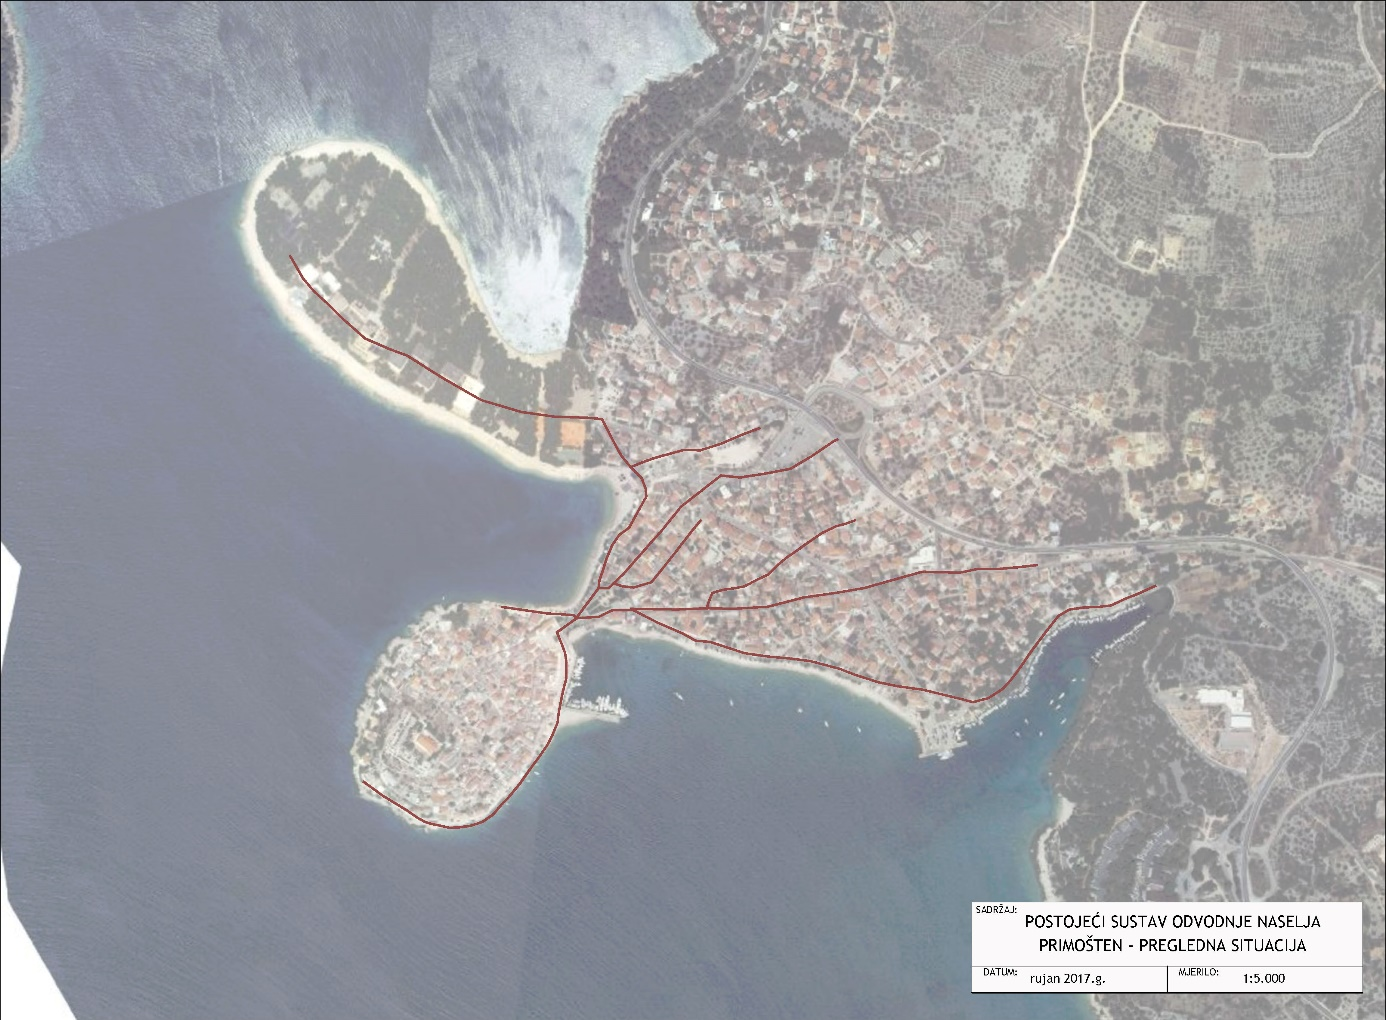 SADRŽAJ:
POSTOJEĆI SUSTAV ODVODNJE NASELJA
PRIMOŠTEN - PREGLEDNA SITUACIJA
DATUM: rujan 2017.g. MJERILO: 1:5.000